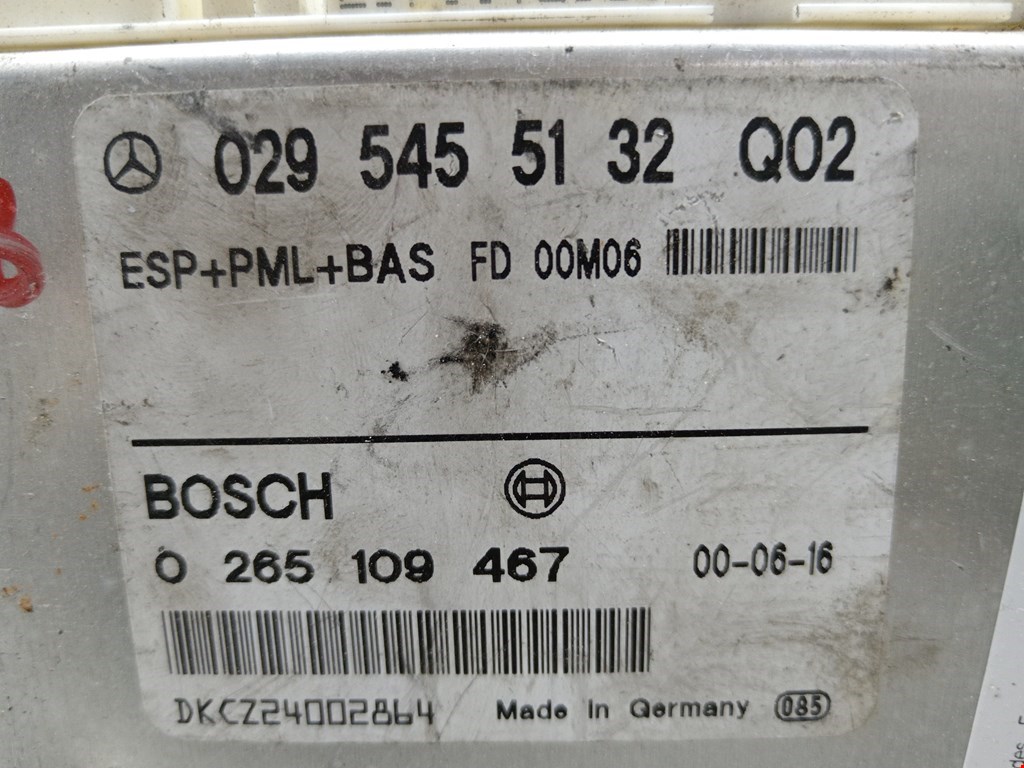 029 545 51 32 Q02
ESP+PML+BAS FD 00M06
BOSCH
0 265 109 467 00-06-16
DKCZ24002864 Made In Germany 085